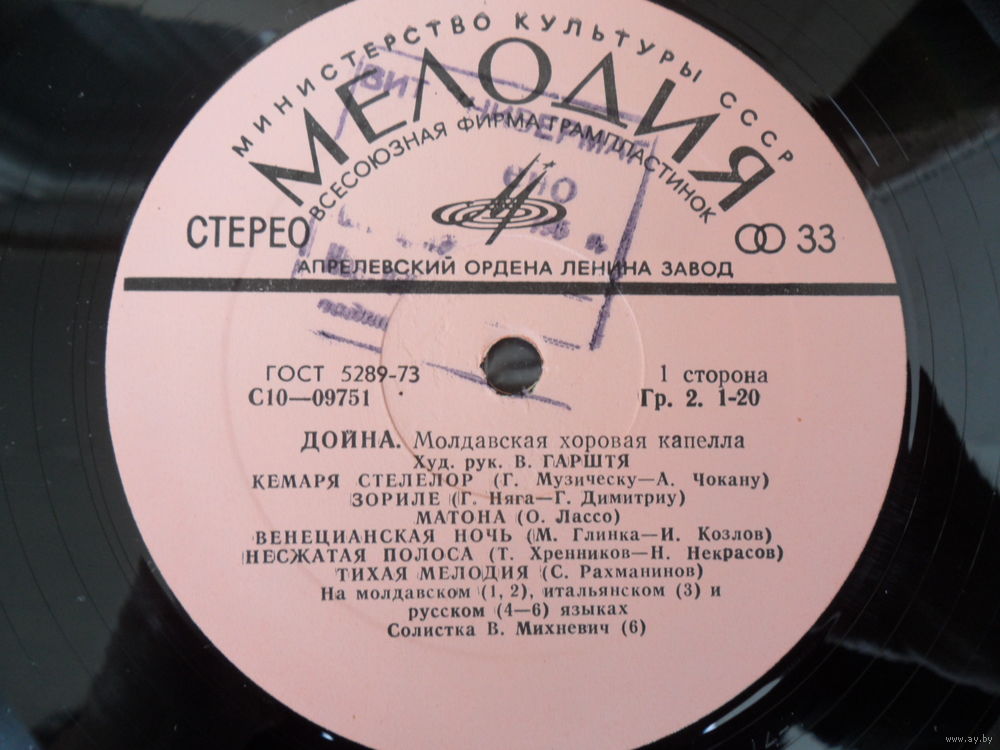 МИНИСТЕРСТВО КУЛЬТУРЫ СССР
МЕЛОДИЯ
ВСЕСОЮЗНАЯ ФИРМА ГРАМПЛАСТИНОК
СТЕРЕО
33
АПРЕЛЕВСКИЙ ОРДЕНА ЛЕНИНА ЗАВОД
ГОСТ 5289-73
1 сторона
С10—09751
Гр. 2. 1-20
ДОЙНА. Молдавская хоровая капелла
Худ. рук. В. ГАРШТЯ
КЕМАРЯ СТЕЛЕЛОР (Г. Музическу—А. Чокану)
ЗОРИЛЕ (Г. Няга—Г. Димитриу)
МАТОНА (О. Лассо)
ВЕНЕЦИАНСКАЯ НОЧЬ (М. Глинка—И. Козлов)
НЕСЖАТАЯ ПОЛОСА (Т. Хренников—Н. Некрасов)
ТИХАЯ МЕЛОДИЯ (С. Рахманинов)
На молдавском (1, 2), итальянском (3) и
русском (4—6) языках
Солистка В. Михневич (6)
www.ay.by